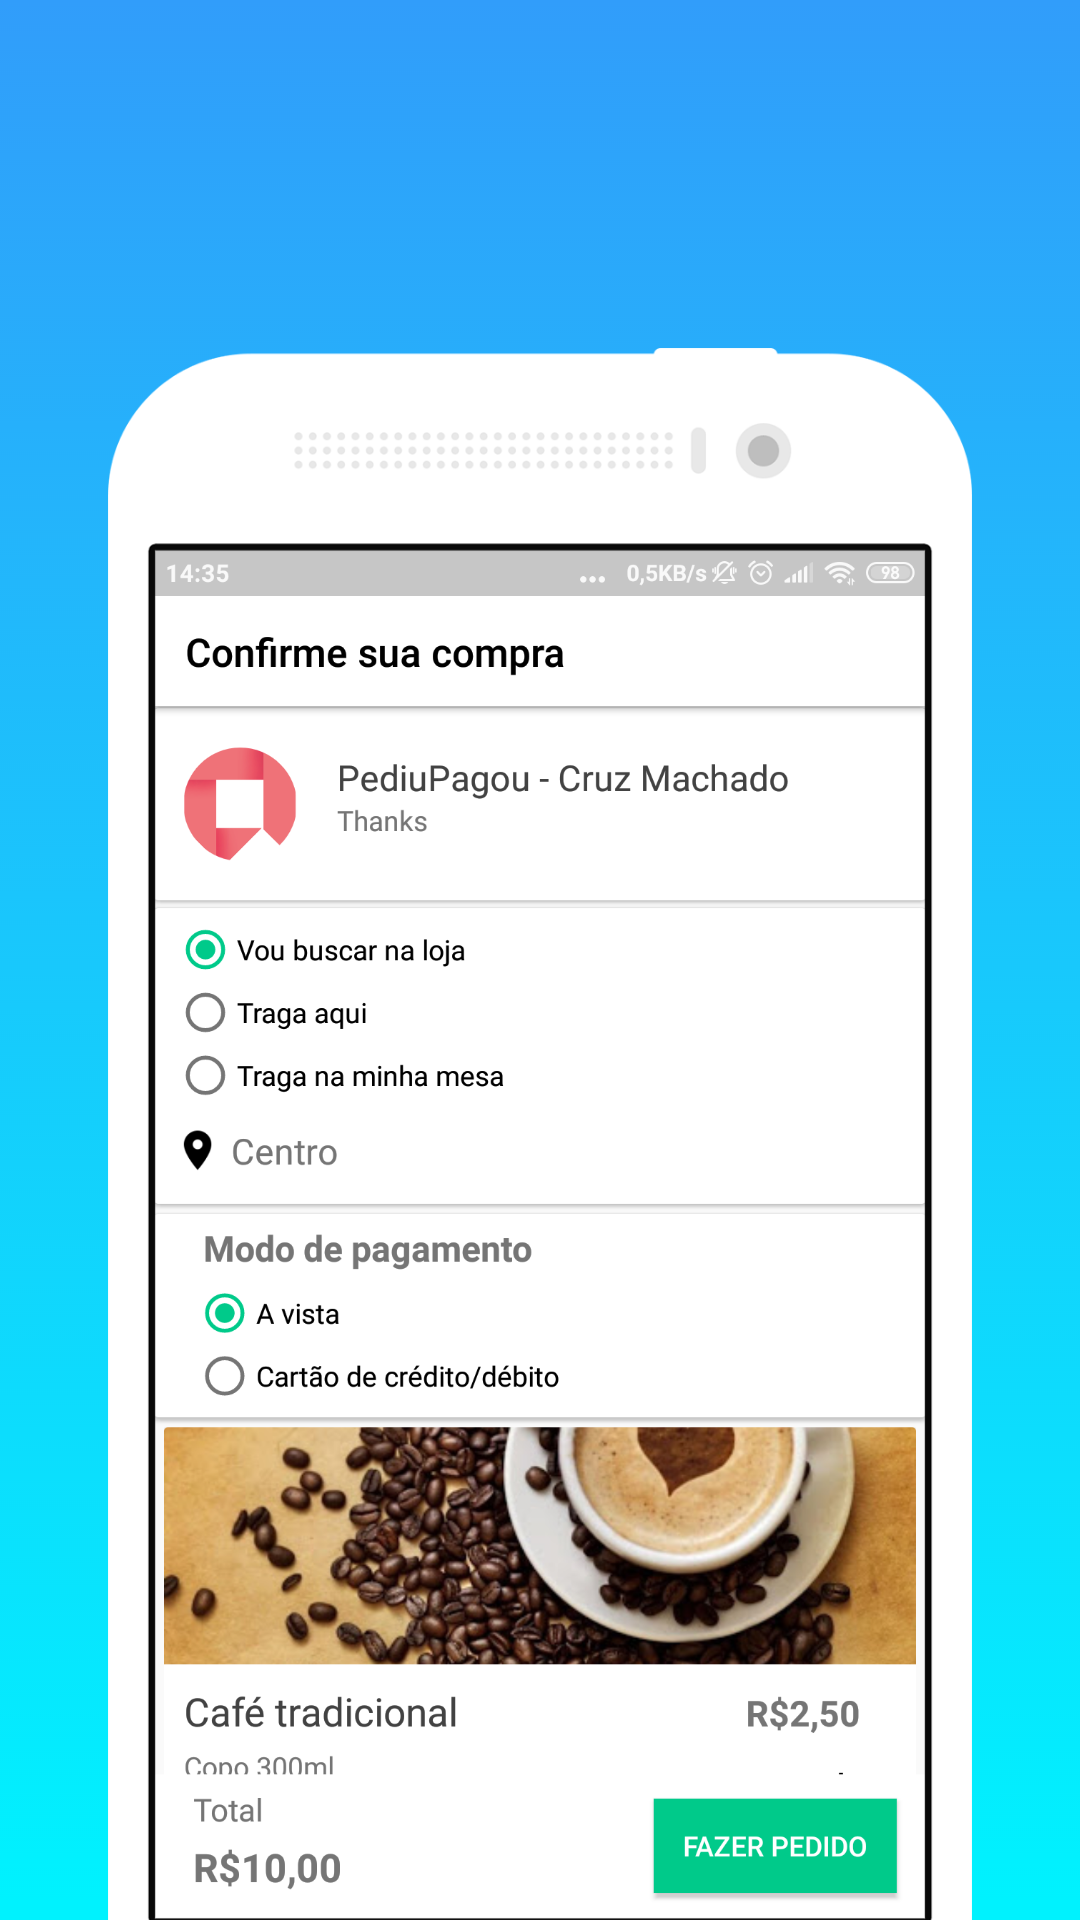 14:35 ... 0,5KB/s 98
Confirme sua compra
PediuPagou - Cruz Machado
Thanks
Vou buscar na loja
Traga aqui
Traga na minha mesa
Centro
Modo de pagamento
A vista
Cartão de crédito/débito
Café tradicional R$2,50
Copo 300ml
Total
R$10,00
FAZER PEDIDO